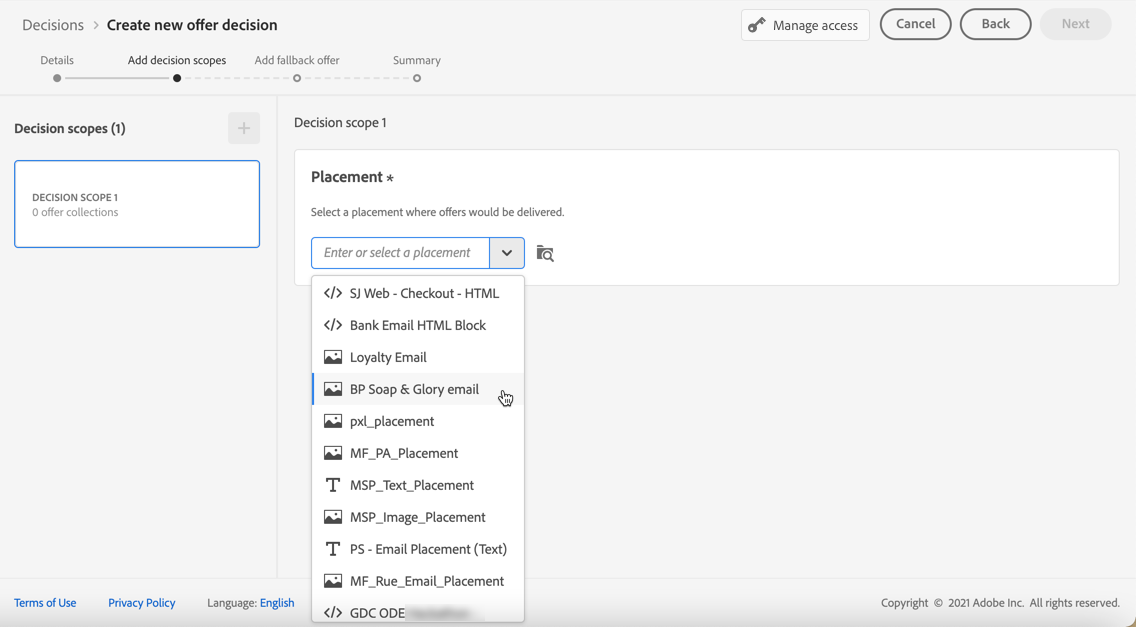 Decisions > Create new offer decision
Manage access
Cancel
Back
Next
Details
Add decision scopes
Add fallback offer
Summary
Decision scopes (1)
+
DECISION SCOPE 1
0 offer collections
Decision scope 1
Placement *
Select a placement where offers would be delivered.
Enter or select a placement
</> SJ Web - Checkout - HTML
</> Bank Email HTML Block
Loyalty Email
BP Soap & Glory email
pxl_placement
MF_PA_Placement
T MSP_Text_Placement
MSP_Image_Placement
T PS - Email Placement (Text)
MF_Rue_Email_Placement
</> GDC ODE
Terms of Use
Privacy Policy
Language: English
Copyright © 2021 Adobe Inc. All rights reserved.